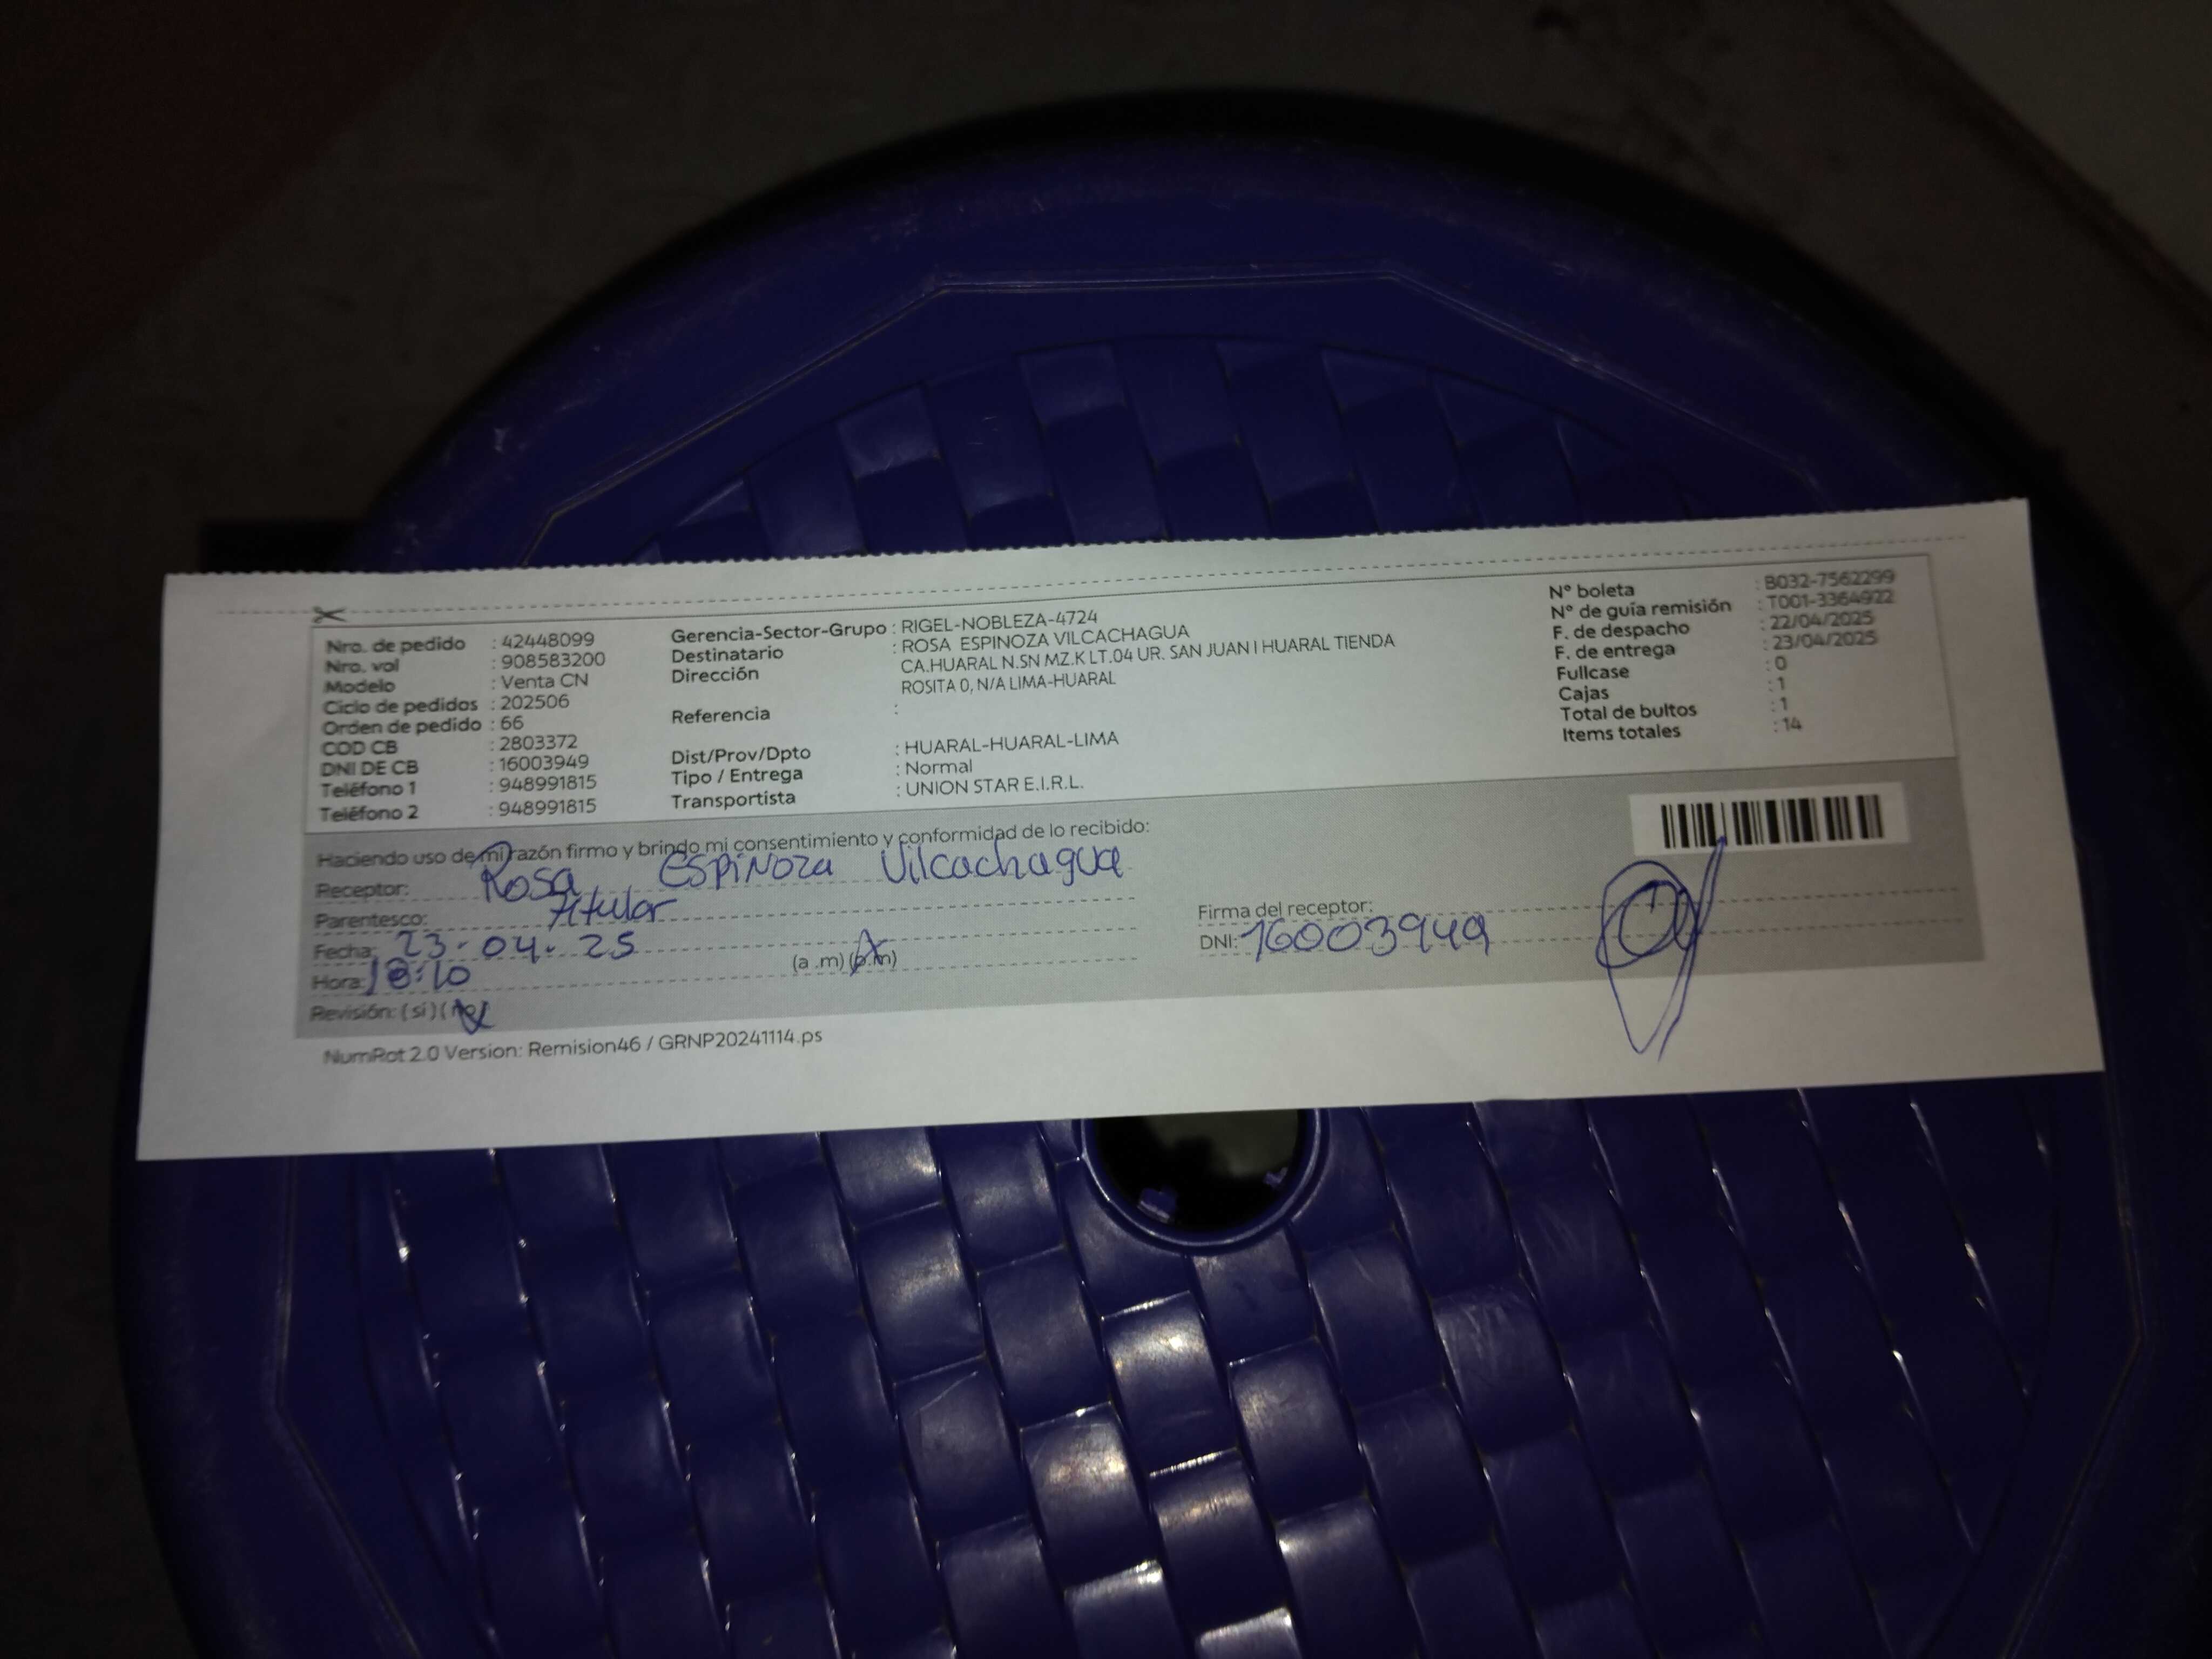 Nro. de pedido : 42448099
Nro. vol : 908583200
Modelo : Venta CN
Ciclo de pedidos : 202506
Orden de pedido : 66
COD CB : 2803372
DNI DE CB : 16003949
Teléfono 1 : 948991815
Teléfono 2 : 948991815
Gerencia-Sector-Grupo : RIGEL-NOBLEZA-4724
Destinatario : ROSA ESPINOZA VILCACHAGUA
Dirección CA.HUARAL N.SN MZ.K LT.04 UR. SAN JUAN I HUARAL TIENDA
ROSITA 0, N/A LIMA-HUARAL
Referencia :
Dist/Prov/Dpto : HUARAL-HUARAL-LIMA
Tipo / Entrega : Normal
Transportista : UNION STAR E.I.R.L.
N° boleta : B032-7562299
N° de guía remisión : T001-3364922
F. de despacho : 22/04/2025
F. de entrega : 23/04/2025
Fullcase : 0
Cajas : 1
Total de bultos : 1
Items totales : 14
Haciendo uso de mi razón firmo y brindo mi consentimiento y conformidad de lo recibido:
Receptor: Rosa Espinoza Vilcachagua
Parentesco: titular
Fecha: 23-04-25
Hora: 18:10 (a .m) (p.m)
Revisión: (si) (no)
Firma del receptor:
DNI: 16003949
NumRot 2.0 Version: Remision46 / GRNP20241114.ps